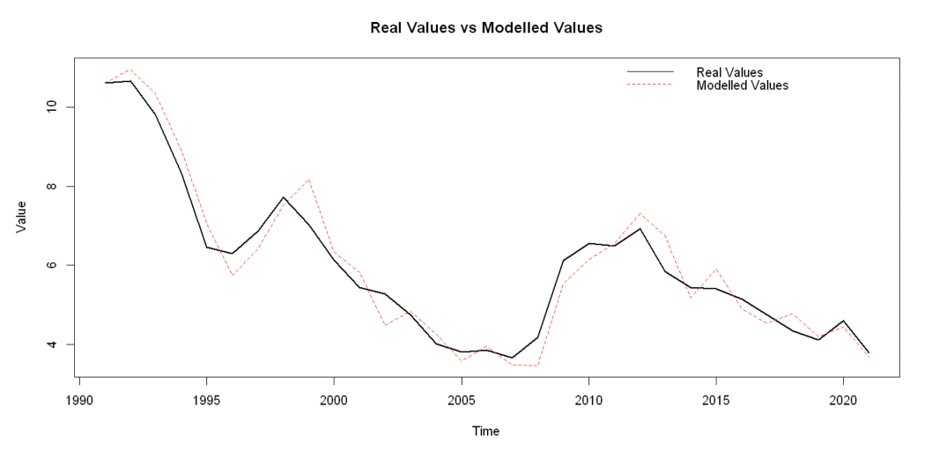 Real Values vs Modelled Values
Real Values
Modelled Values
10
8
6
4
Value
1990 1995 2000 2005 2010 2015 2020
Time